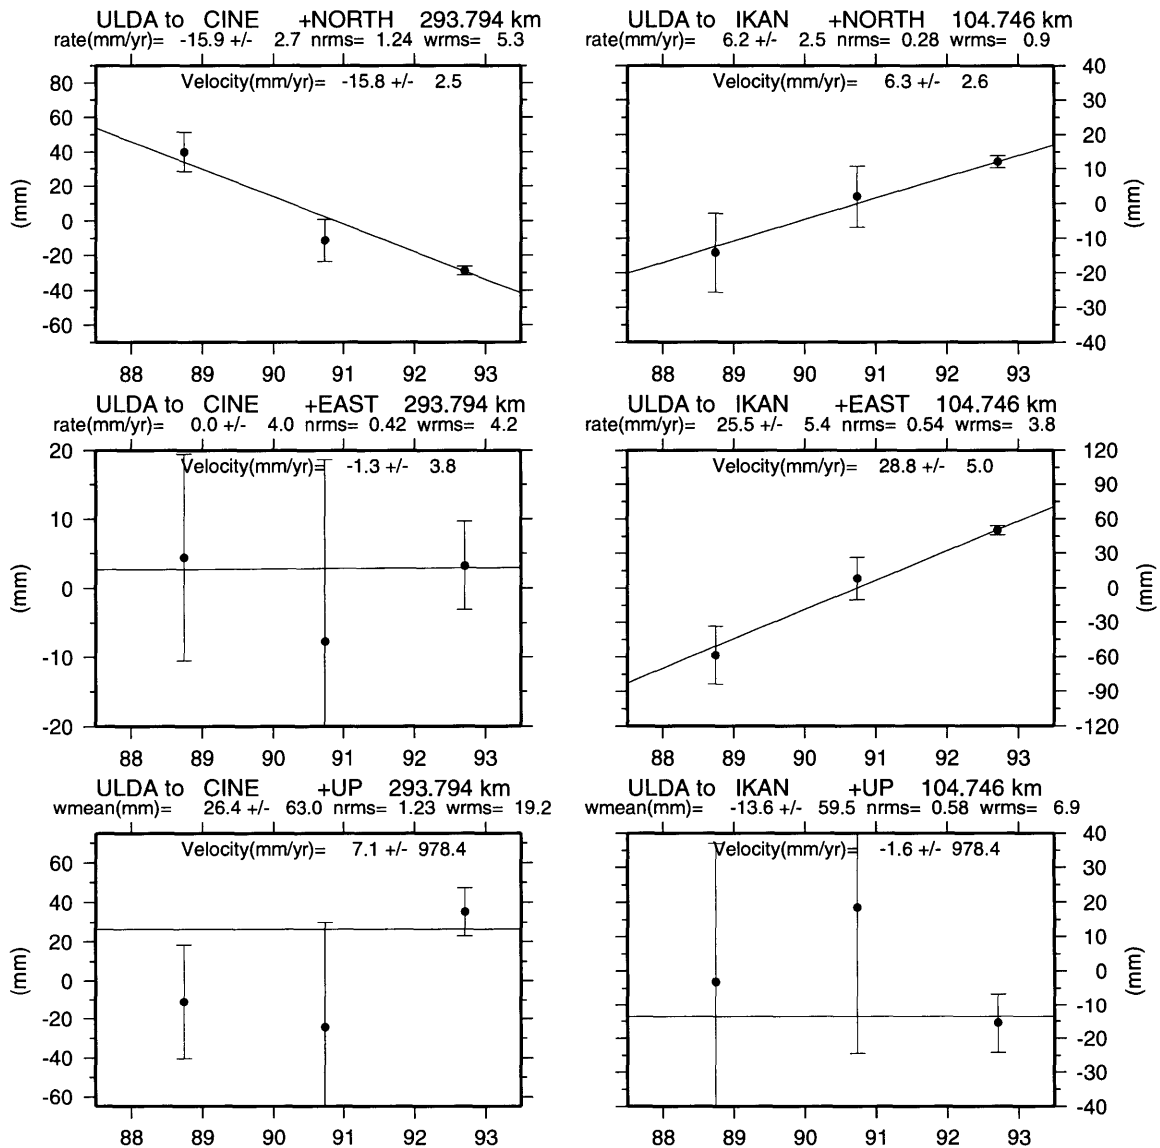 ULDA to CINE +NORTH 293.794 km
rate(mm/yr)= -15.9 +/- 2.7 nrms= 1.24 wrms= 5.3
Velocity(mm/yr)= -15.8 +/- 2.5
80
60
40
20
0
-20
-40
-60
(mm)
88 89 90 91 92 93
ULDA to IKAN +NORTH 104.746 km
rate(mm/yr)= 6.2 +/- 2.5 nrms= 0.28 wrms= 0.9
Velocity(mm/yr)= 6.3 +/- 2.6
40
30
20
10
0
-10
-20
-30
-40
(mm)
88 89 90 91 92 93
ULDA to CINE +EAST 293.794 km
rate(mm/yr)= 0.0 +/- 4.0 nrms= 0.42 wrms= 4.2
Velocity(mm/yr)= -1.3 +/- 3.8
20
10
0
-10
-20
(mm)
88 89 90 91 92 93
ULDA to IKAN +EAST 104.746 km
rate(mm/yr)= 25.5 +/- 5.4 nrms= 0.54 wrms= 3.8
Velocity(mm/yr)= 28.8 +/- 5.0
120
90
60
30
0
-30
-60
-90
-120
(mm)
88 89 90 91 92 93
ULDA to CINE +UP 293.794 km
wmean(mm)= 26.4 +/- 63.0 nrms= 1.23 wrms= 19.2
Velocity(mm/yr)= 7.1 +/- 978.4
60
40
20
0
-20
-40
-60
(mm)
88 89 90 91 92 93
ULDA to IKAN +UP 104.746 km
wmean(mm)= -13.6 +/- 59.5 nrms= 0.58 wrms= 6.9
Velocity(mm/yr)= -1.6 +/- 978.4
40
30
20
10
0
-10
-20
-30
-40
(mm)
88 89 90 91 92 93